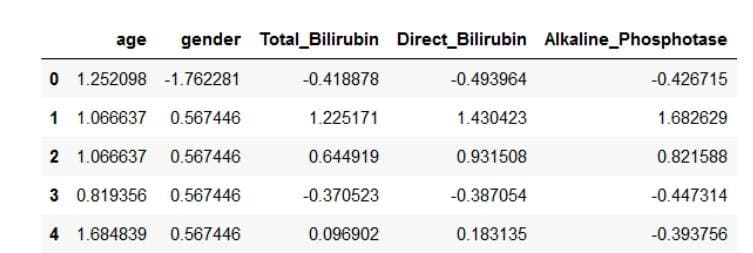 age gender Total_Bilirubin Direct_Bilirubin Alkaline_Phosphotase
0 1.252098 -1.762281 -0.418878 -0.493964 -0.426715
1 1.066637 0.567446 1.225171 1.430423 1.682629
2 1.066637 0.567446 0.644919 0.931508 0.821588
3 0.819356 0.567446 -0.370523 -0.387054 -0.447314
4 1.684839 0.567446 0.096902 0.183135 -0.393756